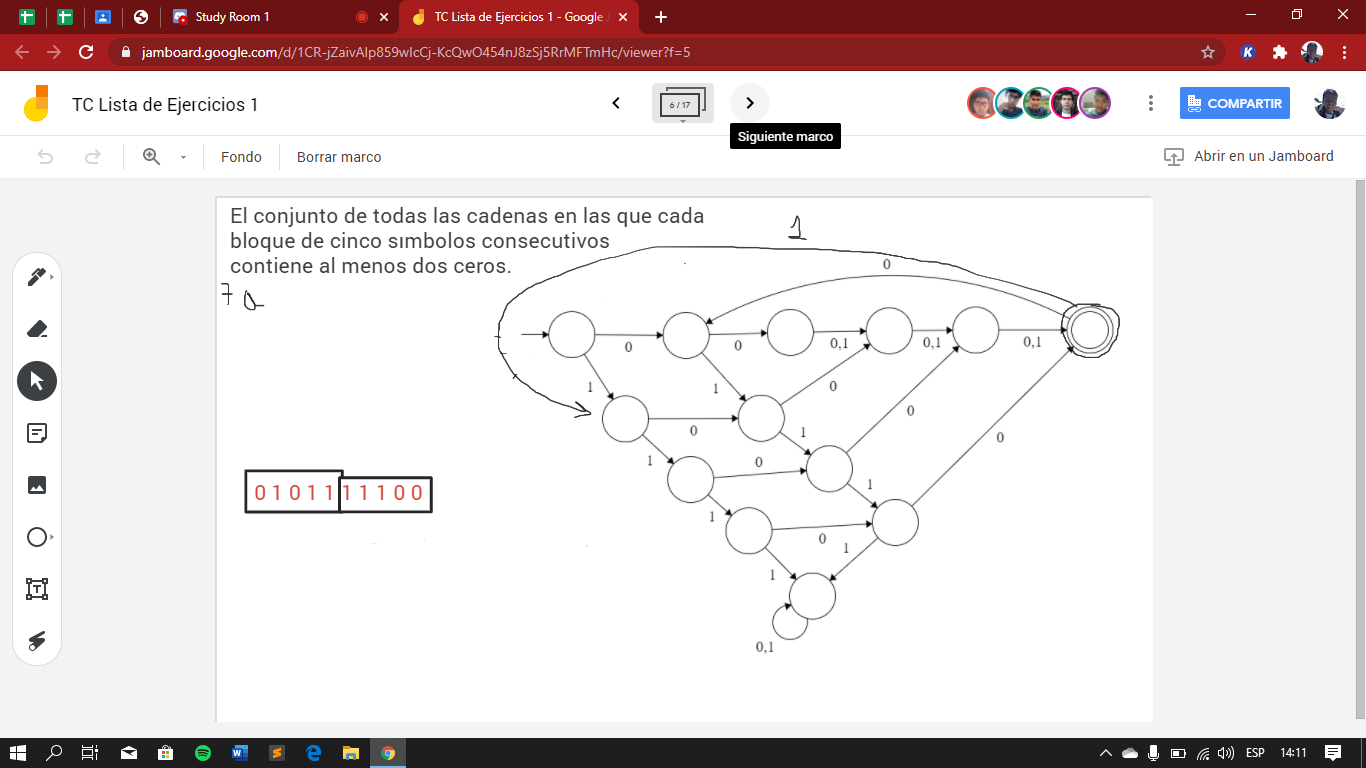 Study Room 1
TC Lista de Ejercicios 1 - Google J
jamboard.google.com/d/1CR-jZaivAlp859wIcCj-KcQwO454nJ8zSj5RrMFTmHc/viewer?f=5
TC Lista de Ejercicios 1
6 / 17
COMPARTIR
Siguiente marco
Fondo
Borrar marco
Abrir en un Jamboard
El conjunto de todas las cadenas en las que cada
bloque de cinco sımbolos consecutivos
contiene al menos dos ceros.
7 a
1
0
0
0
0,1
0,1
0,1
1
1
0
0
0
1
1
0
0
1
1
0
1
1
0,1
0 1 0 1 1 1 1 1 0 0
ESP
14:11